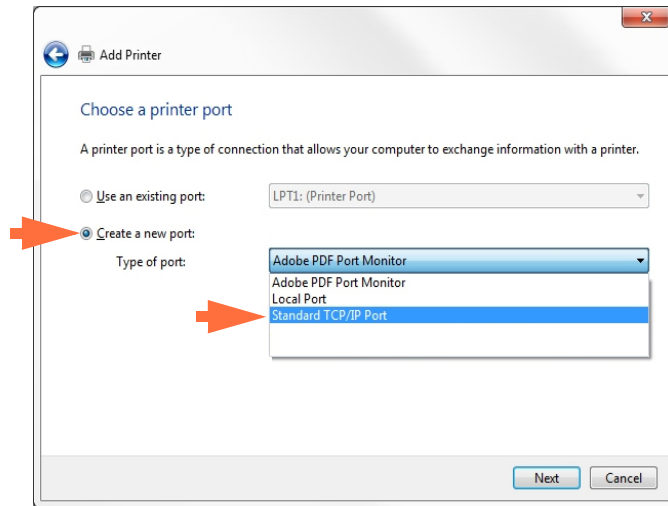 Add Printer
Choose a printer port
A printer port is a type of connection that allows your computer to exchange information with a printer.
Use an existing port: LPT1: (Printer Port)
Create a new port:
Type of port: Adobe PDF Port Monitor
Adobe PDF Port Monitor
Local Port
Standard TCP/IP Port
Next Cancel